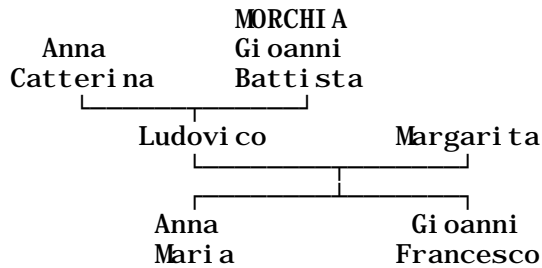 MORCHIA
Anna Gioanni
Catterina Battista
Ludovico Margarita
Anna Gioanni
Maria Francesco